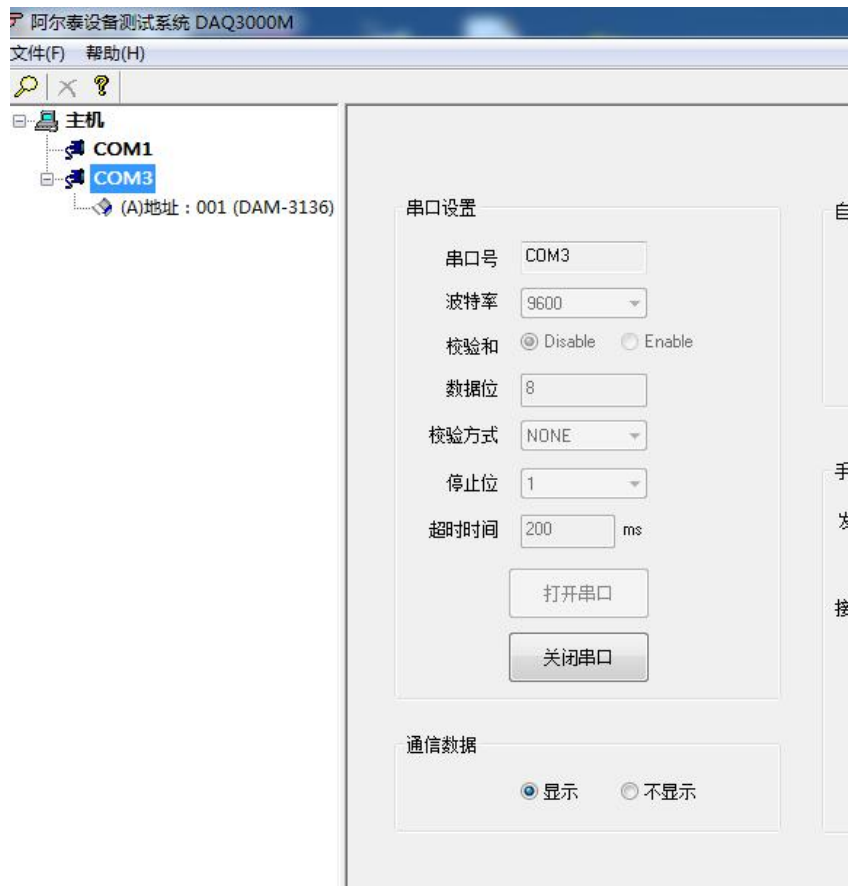 阿尔泰设备测试系统 DAQ3000M
文件(F) 帮助(H)
主机
COM1
COM3
(A)地址：001 (DAM-3136)
串口设置
串口号 COM3
波特率 9600
校验和 Disable Enable
数据位 8
校验方式 NONE
停止位 1
超时时间 200 ms
打开串口
关闭串口
通信数据
显示 不显示
自
手
发
接